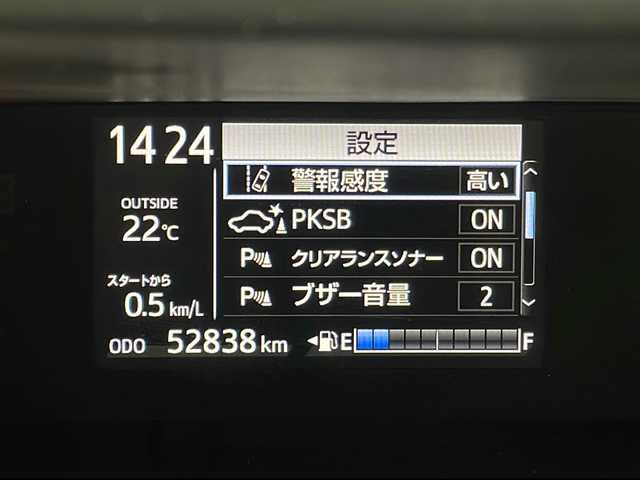 14 24
設定
警報感度 高い
OUTSIDE
22℃
PKSB ON
クリアランスソナー ON
スタートから
0.5 km/L
ブザー音量 2
ODO 52838 km
E F